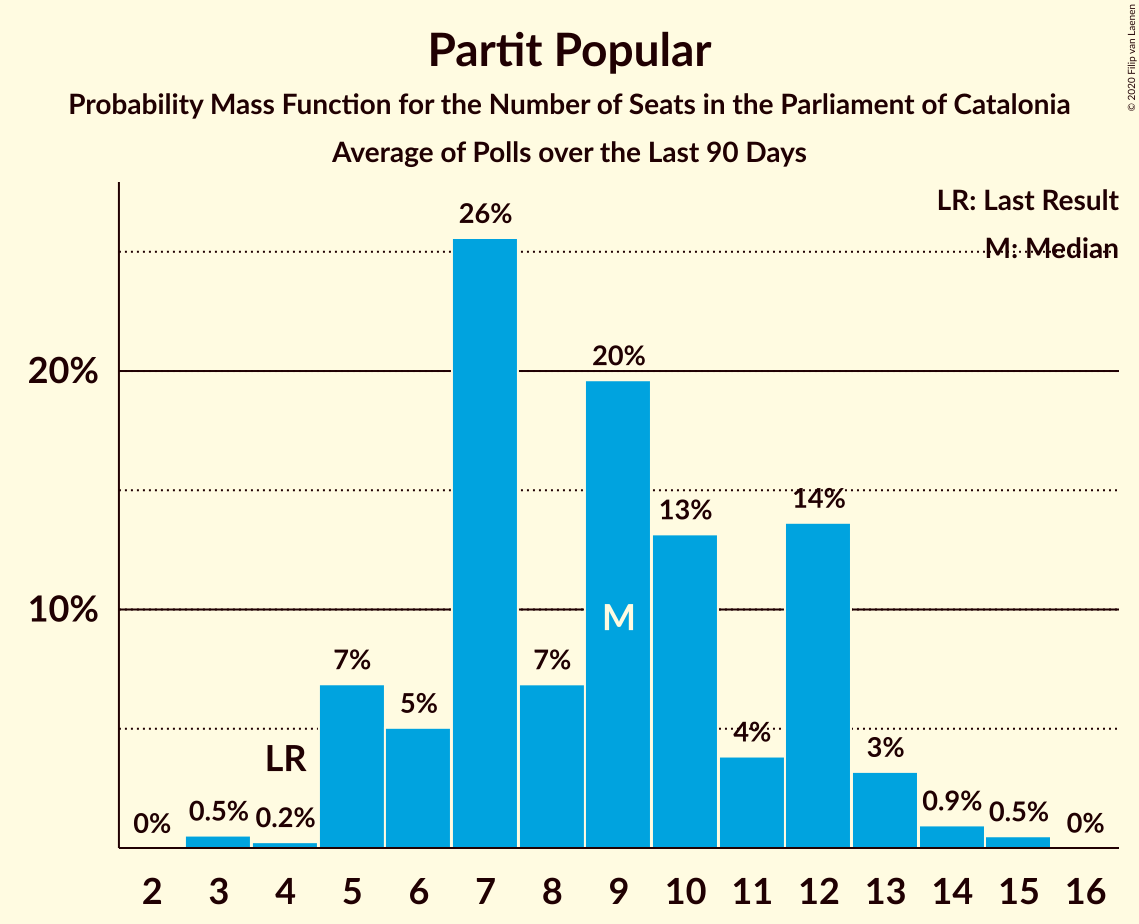 Partit Popular
Probability Mass Function for the Number of Seats in the Parliament of Catalonia
Average of Polls over the Last 90 Days
© 2020 Filip van Laenen
LR: Last Result
M: Median
26%
20%
20%
14%
13%
10%
M
7%
7%
5%
4%
3%
LR
0.9%
0.5%
0.2%
0.5%
0%
0%
2 3 4 5 6 7 8 9 10 11 12 13 14 15 16